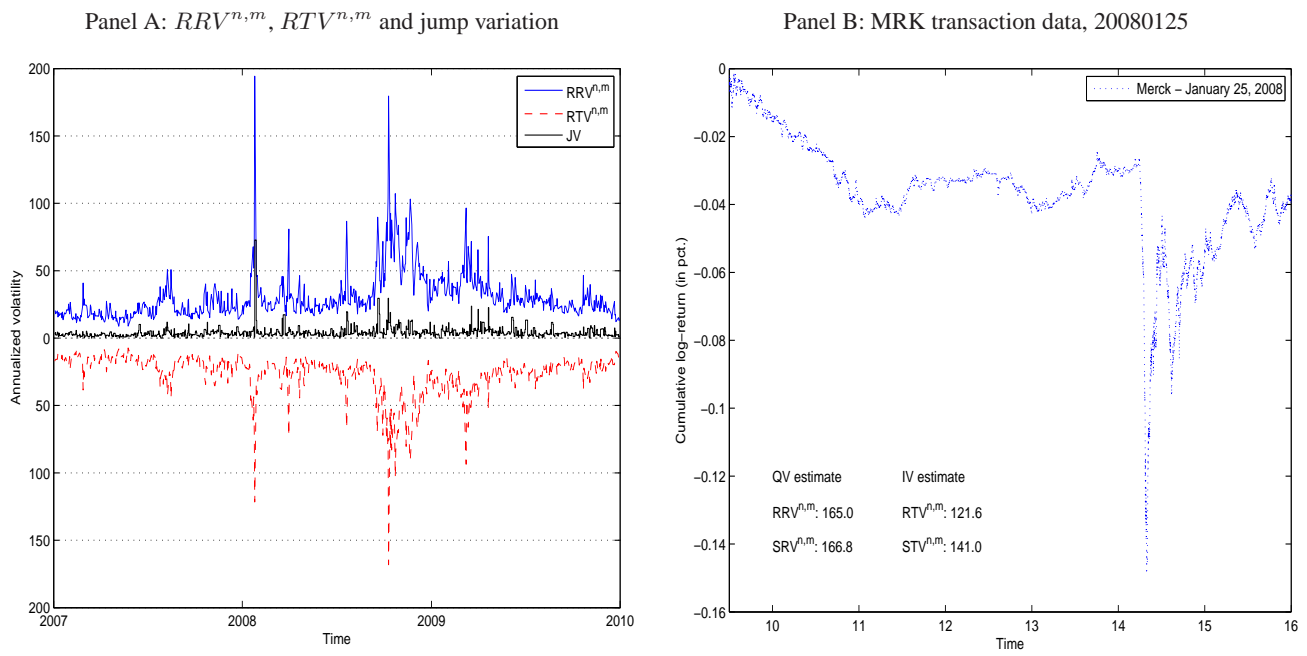 Panel A: RRV^{n,m}, RTV^{n,m} and jump variation
200
150
100
50
0
50
100
150
200
2007
2008
2009
2010
Time
Annualized volatility
RRV^{n,m}
RTV^{n,m}
JV
Panel B: MRK transaction data, 20080125
0
−0.02
−0.04
−0.06
−0.08
−0.1
−0.12
−0.14
−0.16
10
11
12
13
14
15
16
Time
Cumulative log−return (in pct.)
Merck − January 25, 2008
QV estimate IV estimate
RRV^{n,m}: 165.0 RTV^{n,m}: 121.6
SRV^{n,m}: 166.8 STV^{n,m}: 141.0